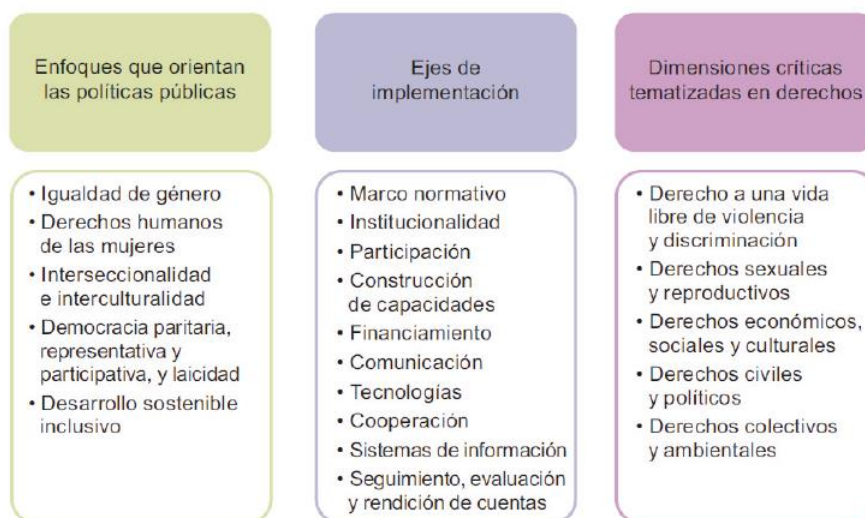 Enfoques que orientan
las políticas públicas
• Igualdad de género
• Derechos humanos
de las mujeres
• Interseccionalidad
e interculturalidad
• Democracia paritaria,
representativa y
participativa, y laicidad
• Desarrollo sostenible
inclusivo
Ejes de
implementación
• Marco normativo
• Institucionalidad
• Participación
• Construcción
de capacidades
• Financiamiento
• Comunicación
• Tecnologías
• Cooperación
• Sistemas de información
• Seguimiento, evaluación
y rendición de cuentas
Dimensiones críticas
tematizadas en derechos
• Derecho a una vida
libre de violencia
y discriminación
• Derechos sexuales
y reproductivos
• Derechos económicos,
sociales y culturales
• Derechos civiles
y políticos
• Derechos colectivos
y ambientales